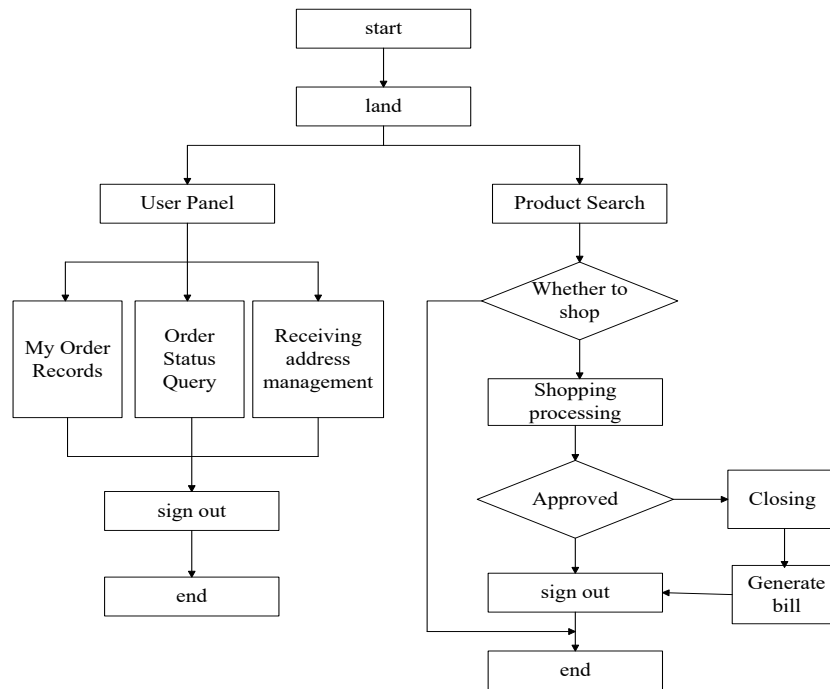 start
land
User Panel
Product Search
Whether to
shop
My Order
Records
Order
Status
Query
Receiving
address
management
Shopping
processing
Approved
Closing
sign out
sign out
Generate
bill
end
end